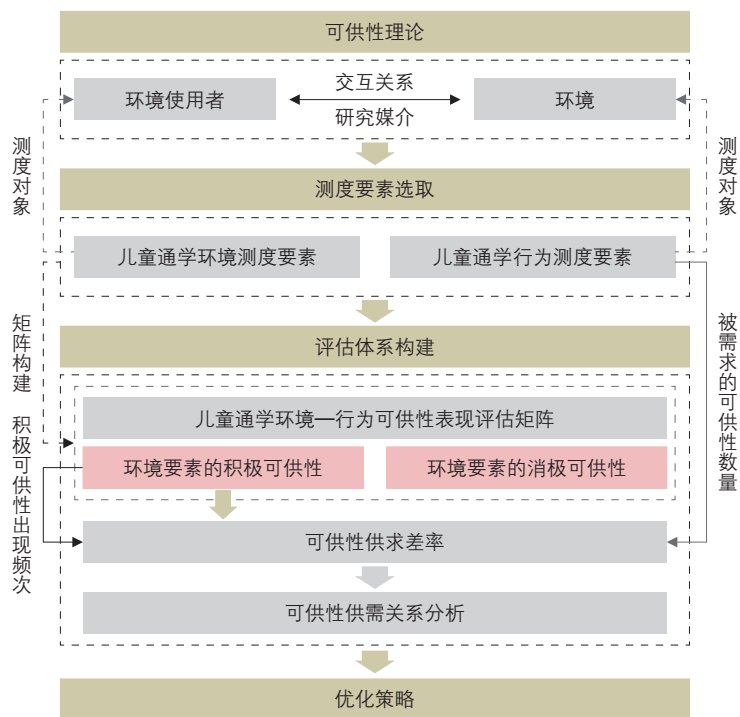 可供性理论
环境使用者
交互关系
研究媒介
环境
测度对象
测度对象
测度要素选取
儿童通学环境测度要素
儿童通学行为测度要素
矩阵构建
被需求的可供性数量
评估体系构建
儿童通学环境—行为可供性表现评估矩阵
环境要素的积极可供性
环境要素的消极可供性
积极可供性出现频次
可供性供求差率
可供性供需关系分析
优化策略